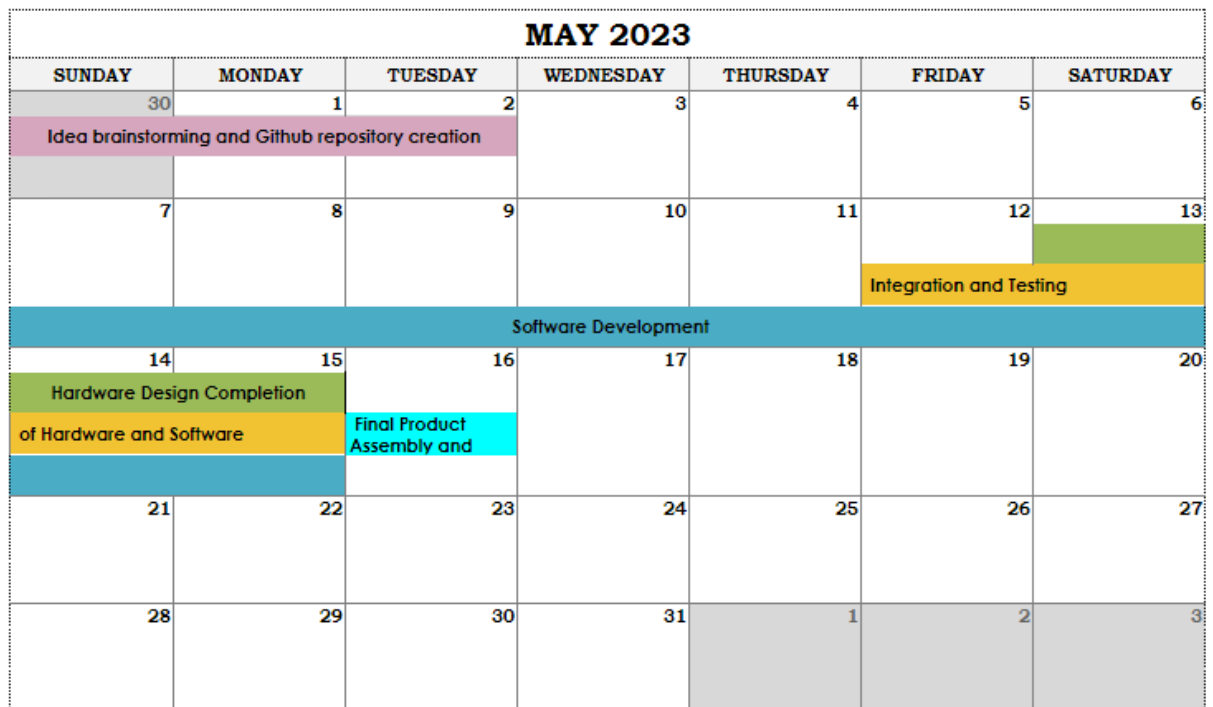 MAY 2023
SUNDAY MONDAY TUESDAY WEDNESDAY THURSDAY FRIDAY SATURDAY
30 1 2 3 4 5 6
Idea brainstorming and Github repository creation
7 8 9 10 11 12 13
Integration and Testing
Software Development
14 15 16 17 18 19 20
Hardware Design Completion
of Hardware and Software
Final Product
Assembly and
21 22 23 24 25 26 27
28 29 30 31 1 2 3